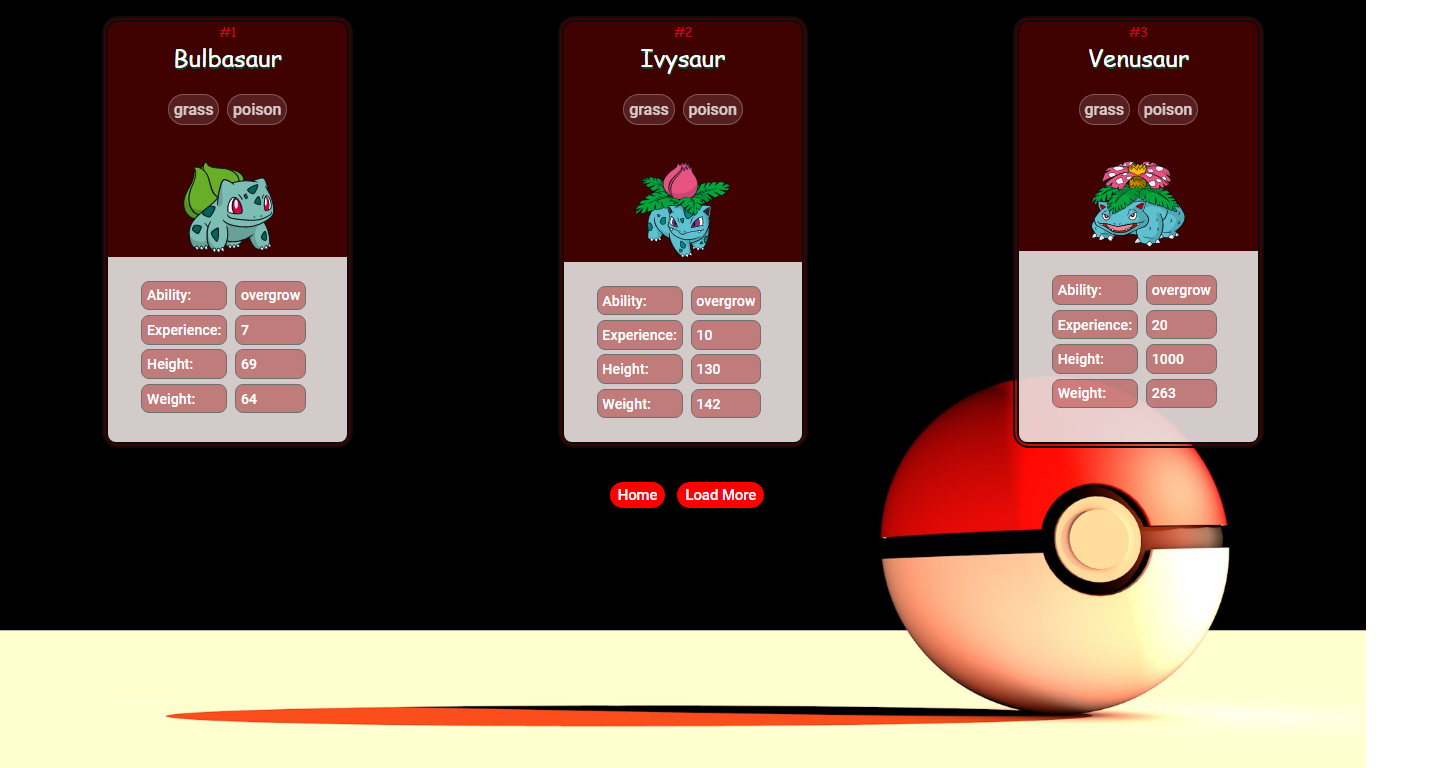 #1
Bulbasaur
grass poison
Ability: overgrow
Experience: 7
Height: 69
Weight: 64
#2
Ivysaur
grass poison
Ability: overgrow
Experience: 10
Height: 130
Weight: 142
#3
Venusaur
grass poison
Ability: overgrow
Experience: 20
Height: 1000
Weight: 263
Home Load More